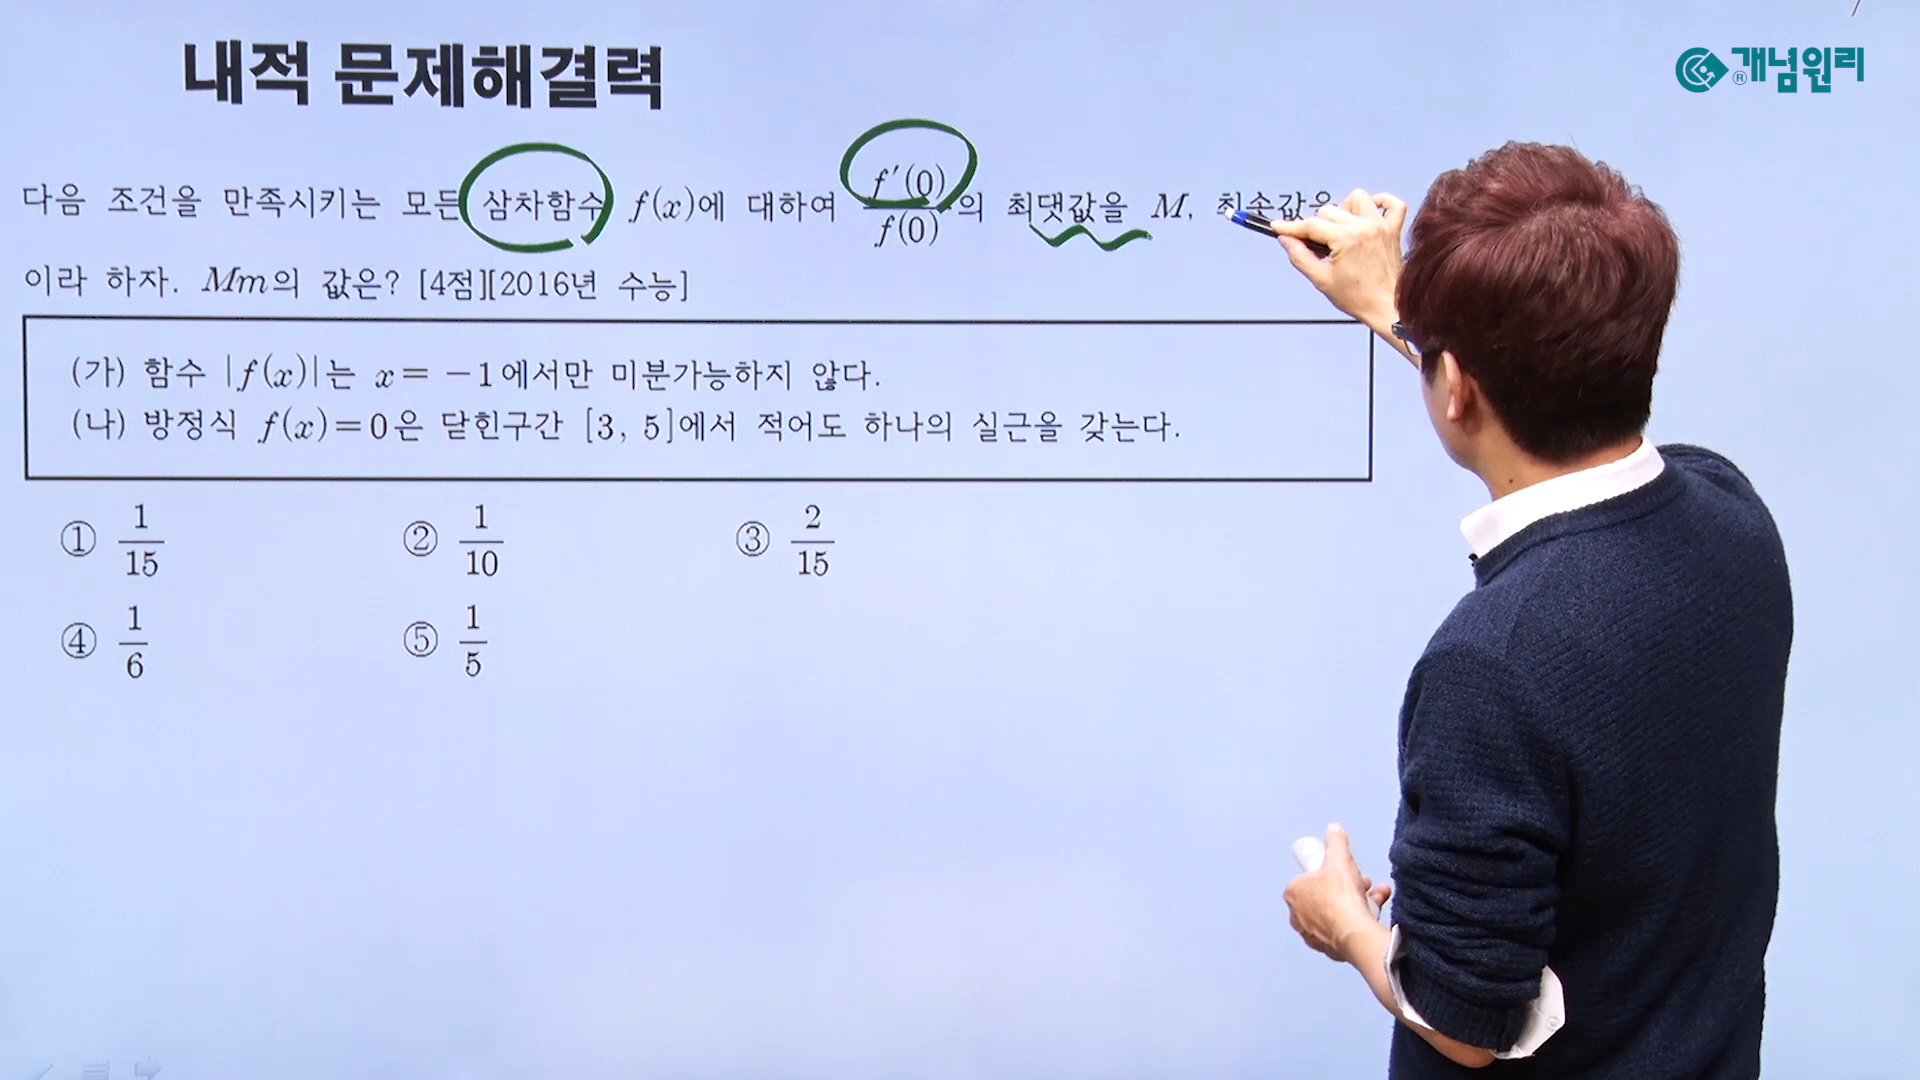 내적 문제해결력
개념원리
®
다음 조건을 만족시키는 모든 삼차함수 f(x)에 대하여 f′(0)/f(0)의 최댓값을 M, 최솟값을
이라 하자. Mm의 값은? [4점][2016년 수능]
(가) 함수 |f(x)|는 x = −1에서만 미분가능하지 않다.
(나) 방정식 f(x)=0은 닫힌구간 [3, 5]에서 적어도 하나의 실근을 갖는다.
① 1/15 ② 1/10 ③ 2/15
④ 1/6 ⑤ 1/5